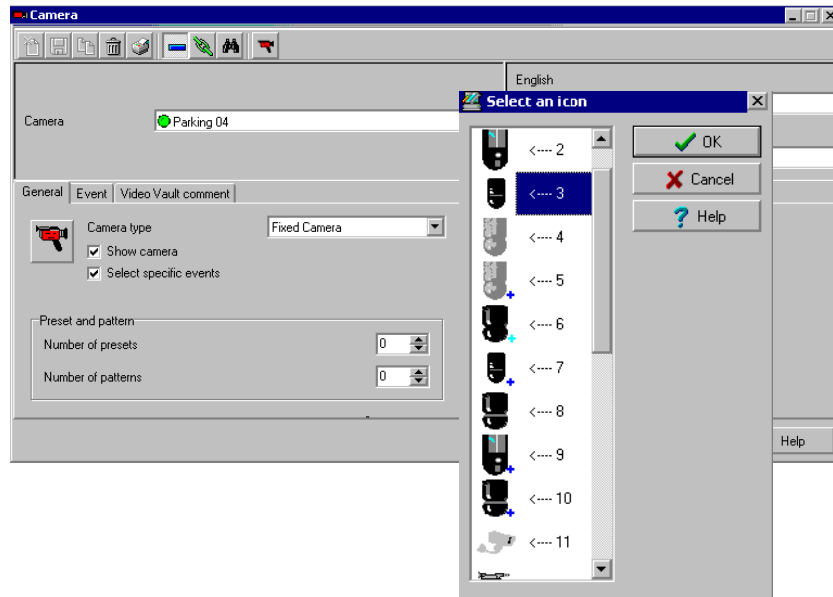 Camera
English
Camera
Parking 04
General
Event
Video Vault comment
Camera type
Fixed Camera
Show camera
Select specific events
Preset and pattern
Number of presets
0
Number of patterns
0
Help
Select an icon
<---- 2
<---- 3
<---- 4
<---- 5
<---- 6
<---- 7
<---- 8
<---- 9
<---- 10
<---- 11
OK
Cancel
Help